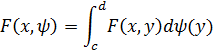 F(x,ψ) = ∫_c^d F(x,y)dψ(y)